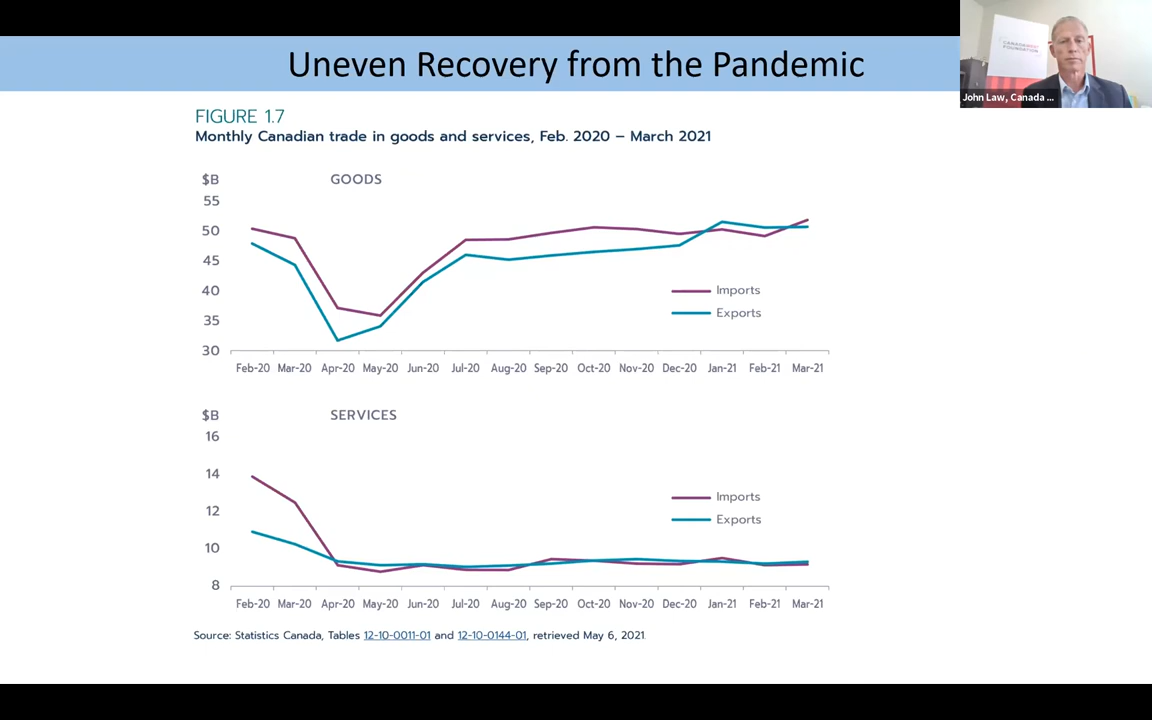 Uneven Recovery from the Pandemic
CANADAWEST
FOUNDATION
John Law, Canada ...
FIGURE 1.7
Monthly Canadian trade in goods and services, Feb. 2020 – March 2021
$B
GOODS
55
50
45
40
35
30
Imports
Exports
Feb-20 Mar-20 Apr-20 May-20 Jun-20 Jul-20 Aug-20 Sep-20 Oct-20 Nov-20 Dec-20 Jan-21 Feb-21 Mar-21
$B
SERVICES
16
14
12
10
8
Imports
Exports
Feb-20 Mar-20 Apr-20 May-20 Jun-20 Jul-20 Aug-20 Sep-20 Oct-20 Nov-20 Dec-20 Jan-21 Feb-21 Mar-21
Source: Statistics Canada, Tables 12-10-0011-01 and 12-10-0144-01, retrieved May 6, 2021.